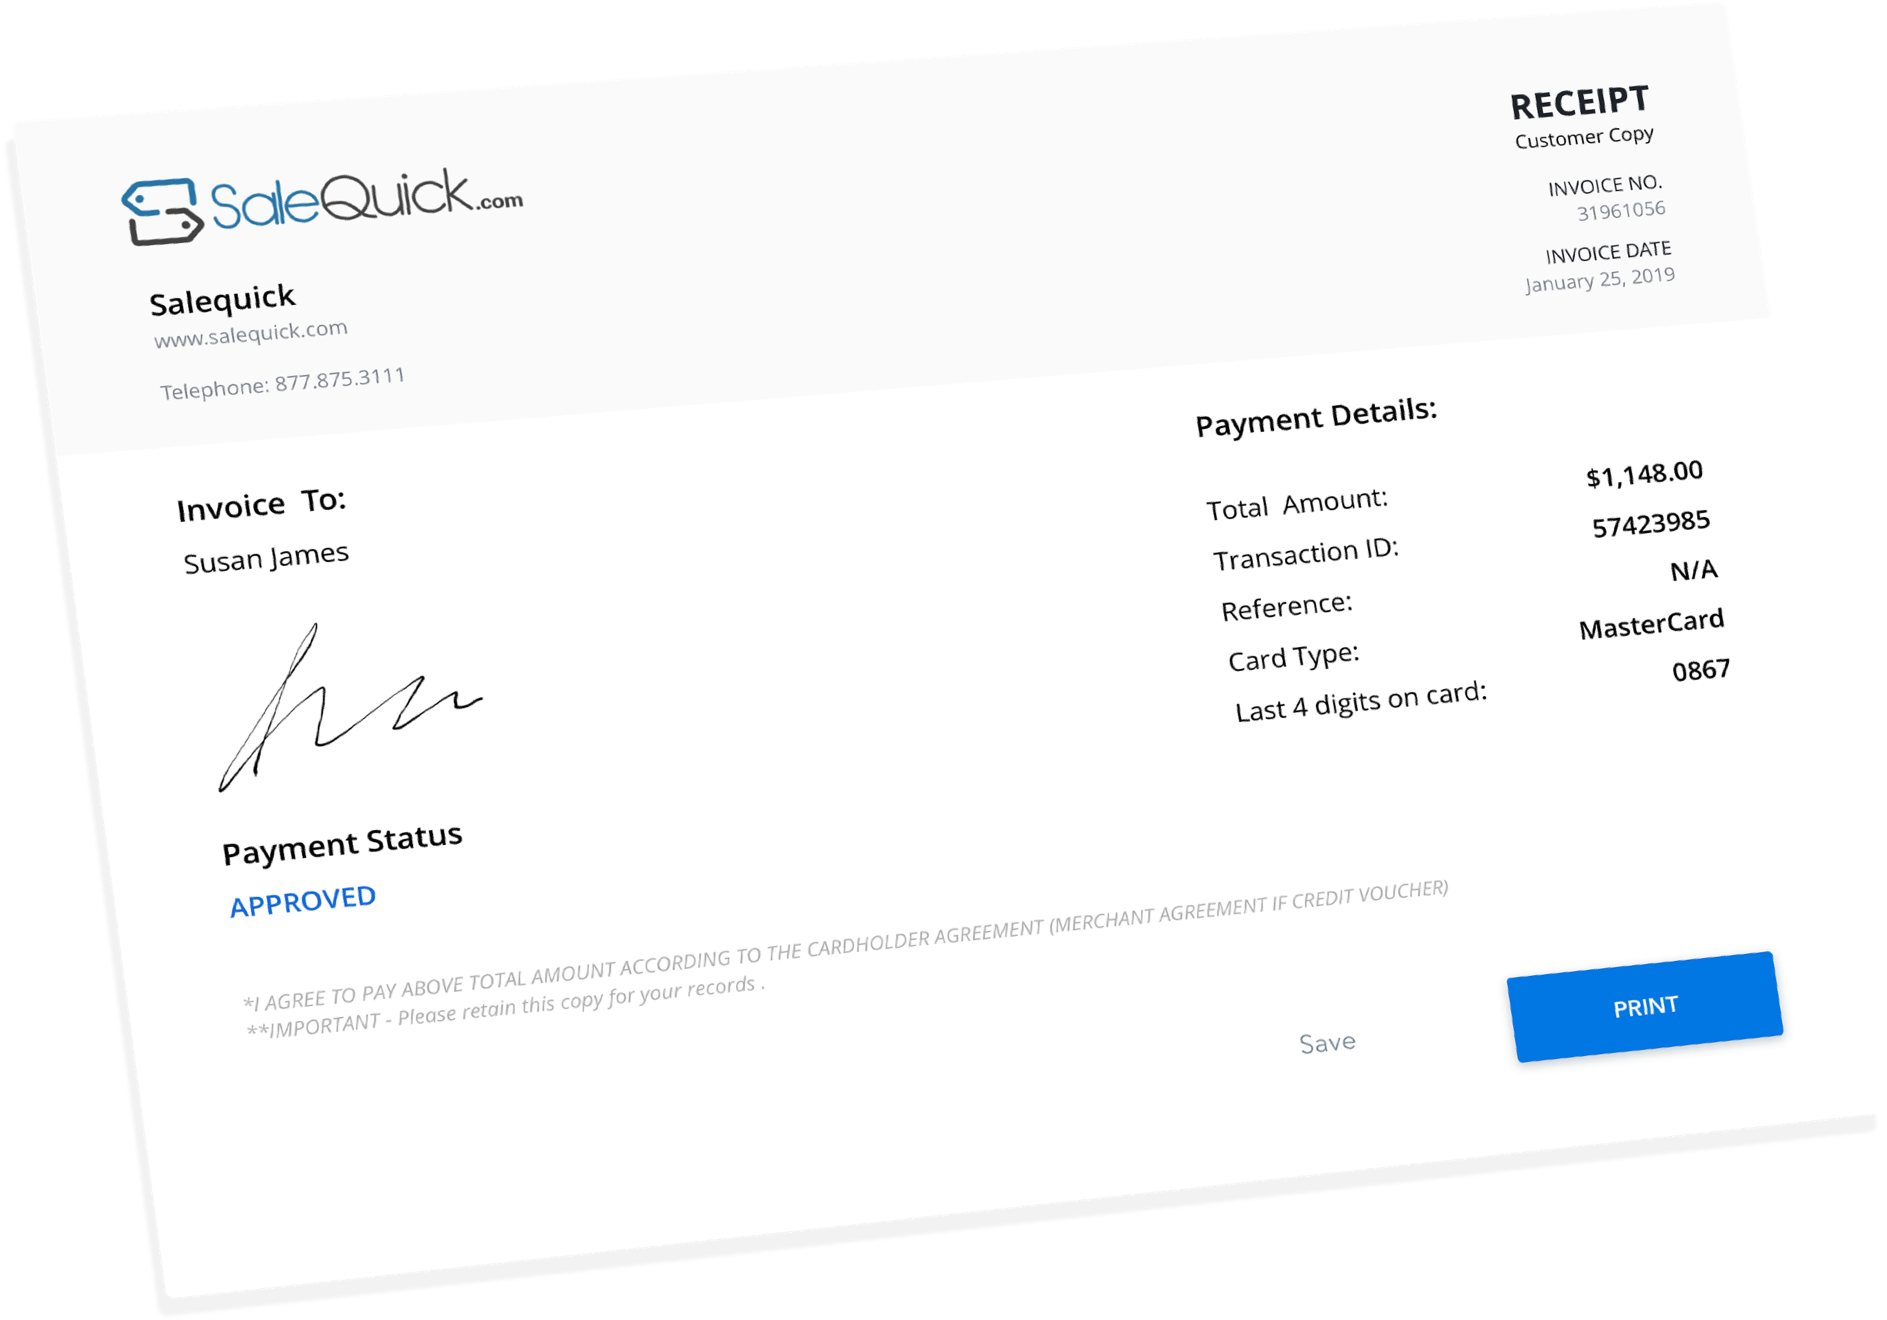 SaleQuick.com
Salequick
www.salequick.com
Telephone: 877.875.3111
RECEIPT
Customer Copy
INVOICE NO.
31961056
INVOICE DATE
January 25, 2019
Invoice To:
Susan James
Payment Status
APPROVED
Payment Details:
Total Amount: $1,148.00
Transaction ID: 57423985
Reference: N/A
Card Type: MasterCard
Last 4 digits on card: 0867
*I AGREE TO PAY ABOVE TOTAL AMOUNT ACCORDING TO THE CARDHOLDER AGREEMENT (MERCHANT AGREEMENT IF CREDIT VOUCHER)
**IMPORTANT - Please retain this copy for your records .
Save
PRINT